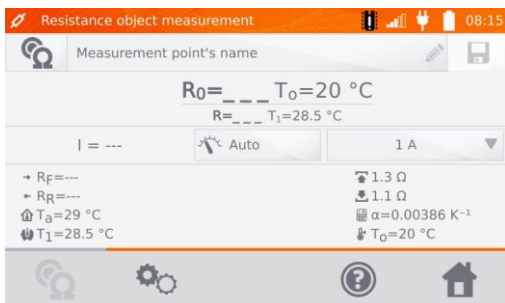 Resistance object measurement 08:15
Measurement point's name
R₀=_ _ _ T₀=20 °C
R=_ _ _ T₁=28.5 °C
I = --- Auto 1 A
→ RF=--- 1.3 Ω
← RR=--- 1.1 Ω
Ta=29 °C α=0.00386 K⁻¹
T₁=28.5 °C T₀=20 °C